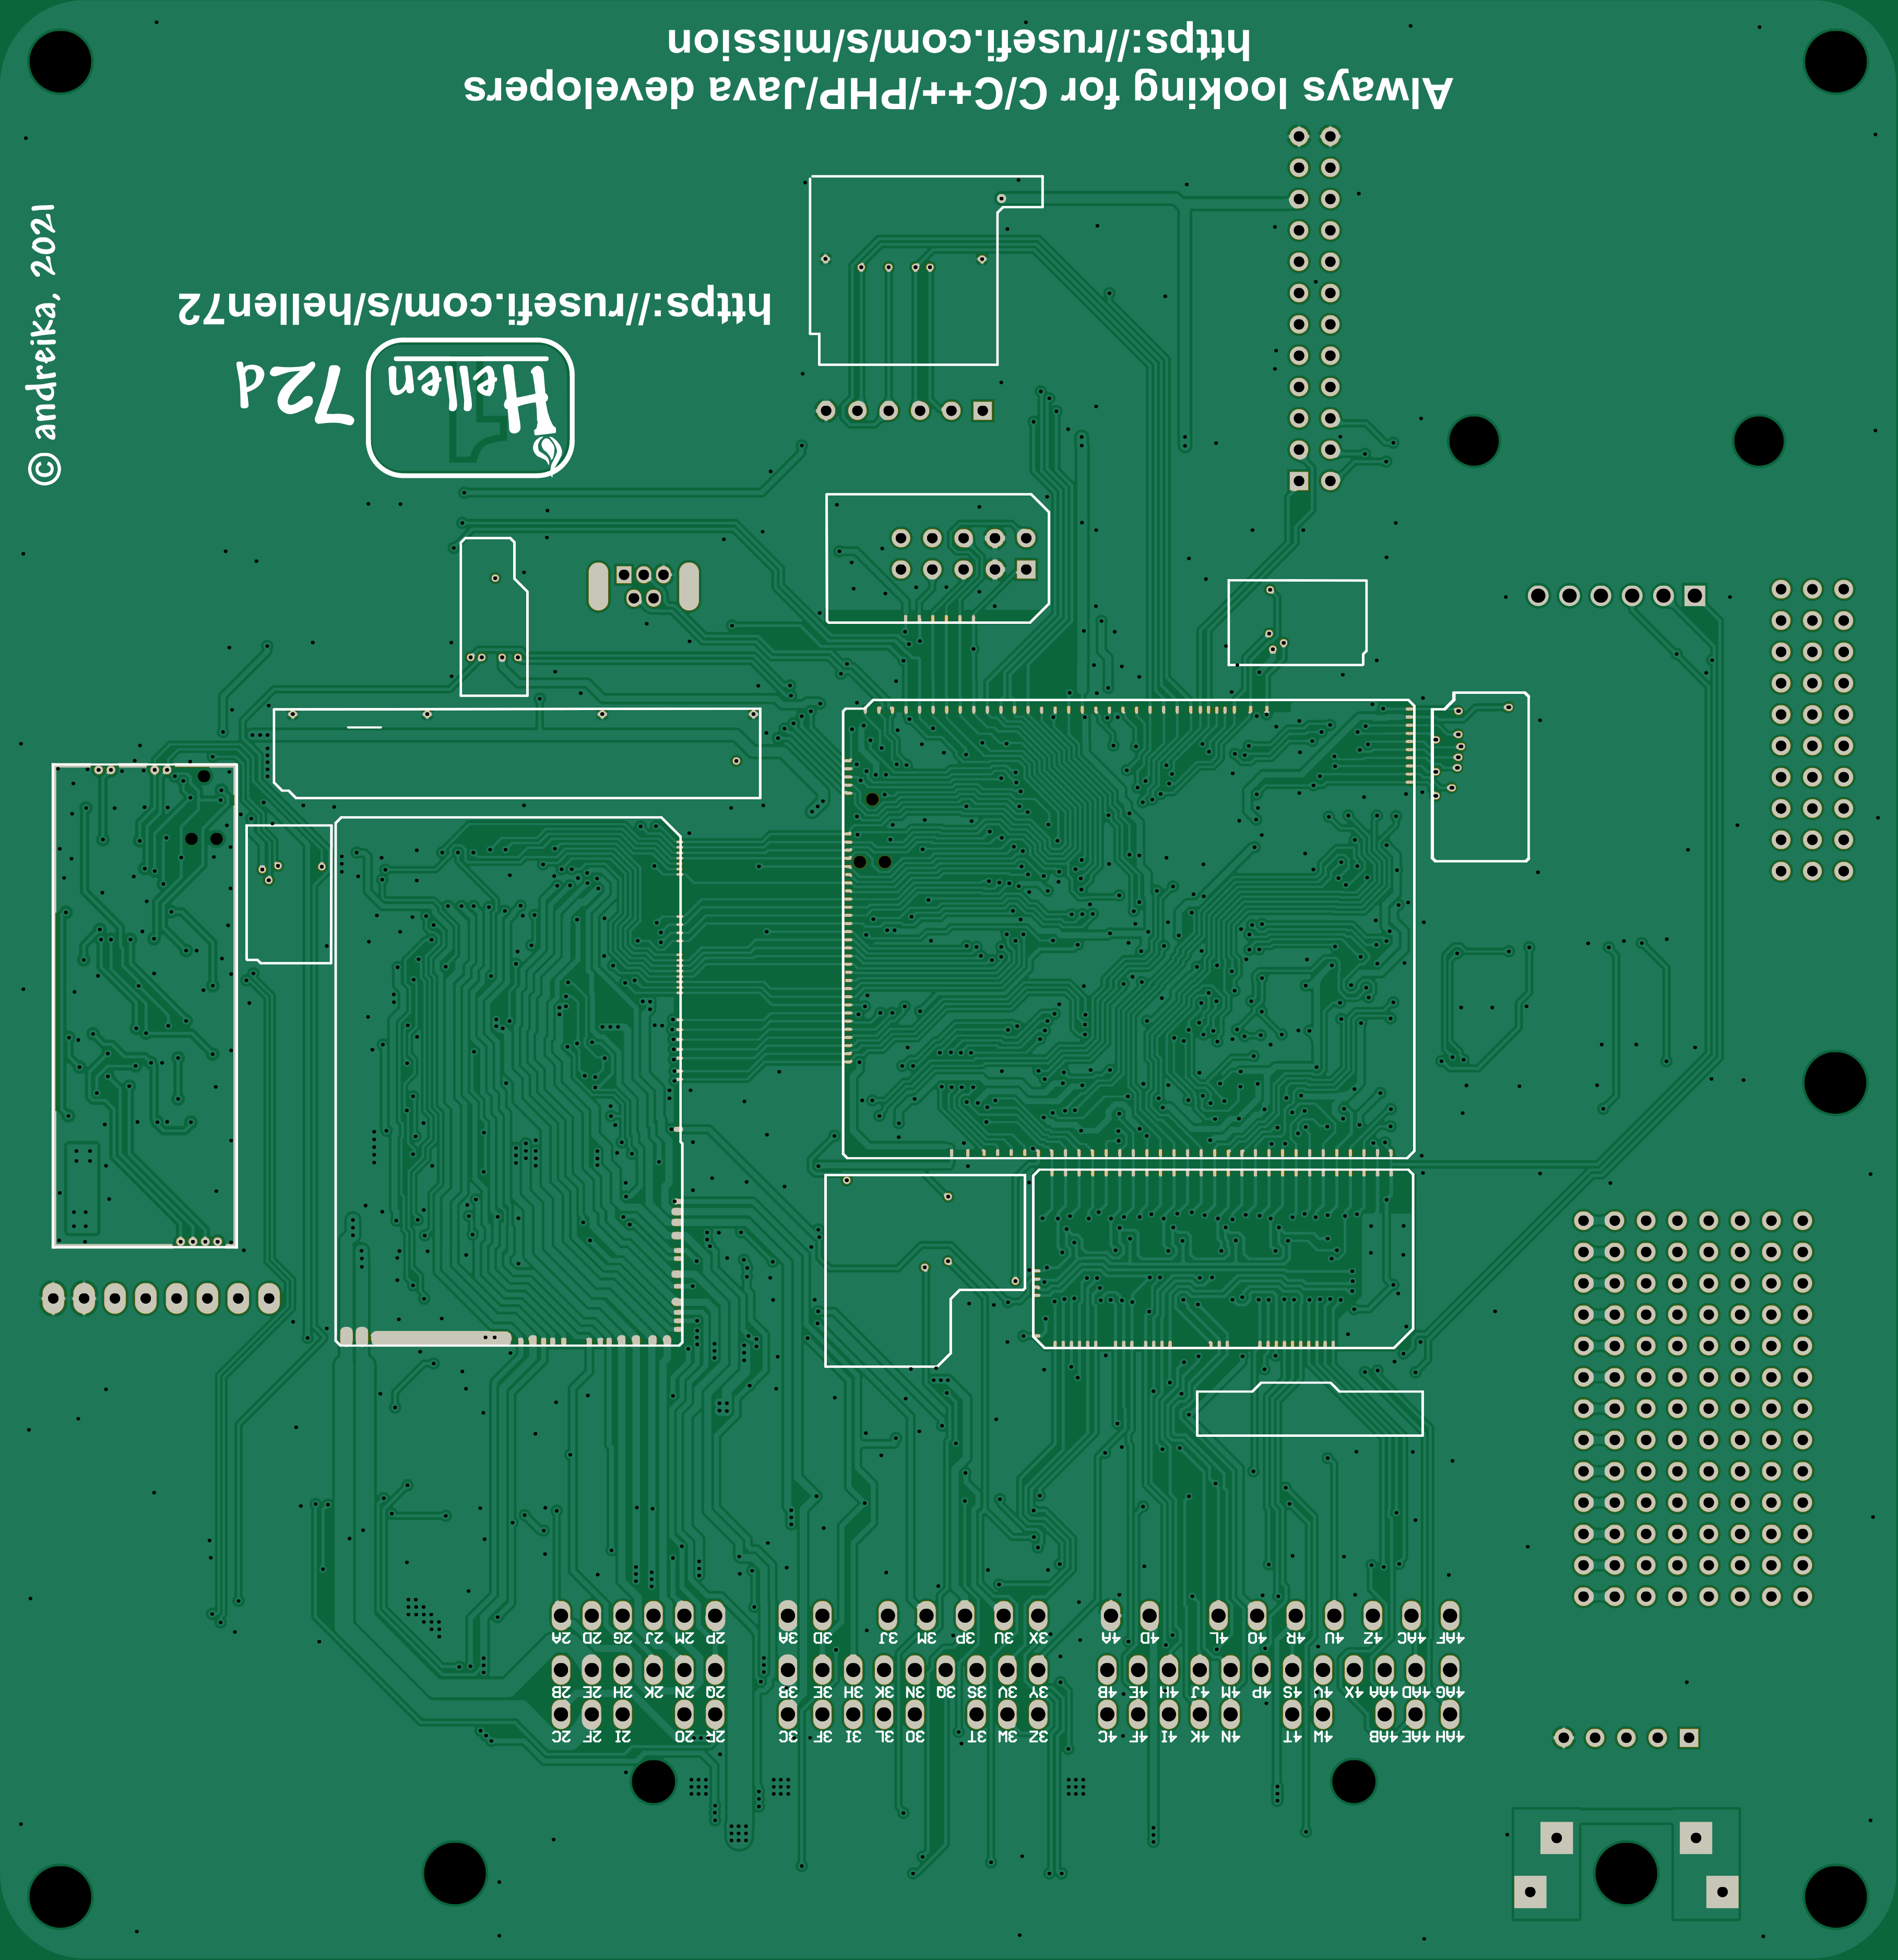 4AH 4AE 4AB 4W 4T 4N 4K 4I 4F 4C 3Z 3W 3T 3O 3L 3I 3F 3C 2R 2O 2I 2F 2C
4AG 4AD 4AA 4X 4V 4S 4P 4M 4J 4H 4E 4B 3Y 3V 3S 3Q 3N 3K 3H 3E 3B 2Q 2N 2K 2H 2E 2B
4AF 4AC 4Z 4U 4R 4O 4L 4D 4A 3X 3U 3P 3M 3J 3D 3A 2P 2M 2J 2G 2D 2A
Hellen 72d
https://rusefi.com/s/hellen72
© andreika, 2021
Always looking for C/C++/PHP/Java developers
https://rusefi.com/s/mission